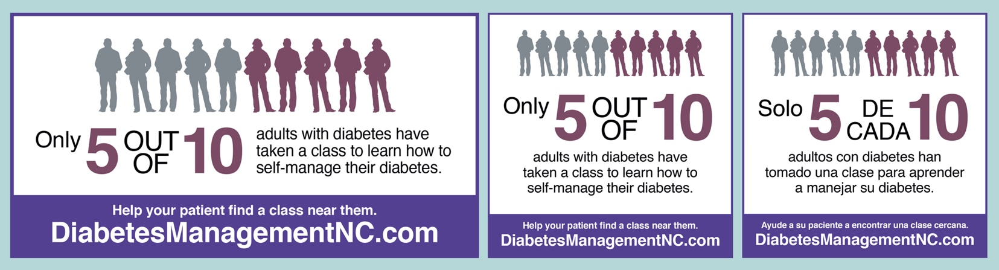 Only 5 OUT OF 10
adults with diabetes have
taken a class to learn how to
self-manage their diabetes.
Help your patient find a class near them.
DiabetesManagementNC.com
Only 5 OUT OF 10
adults with diabetes have
taken a class to learn how to
self-manage their diabetes.
Help your patient find a class near them.
DiabetesManagementNC.com
Solo 5 DE CADA 10
adultos con diabetes han
tomado una clase para aprender
a manejar su diabetes.
Ayude a su paciente a encontrar una clase cercana.
DiabetesManagementNC.com